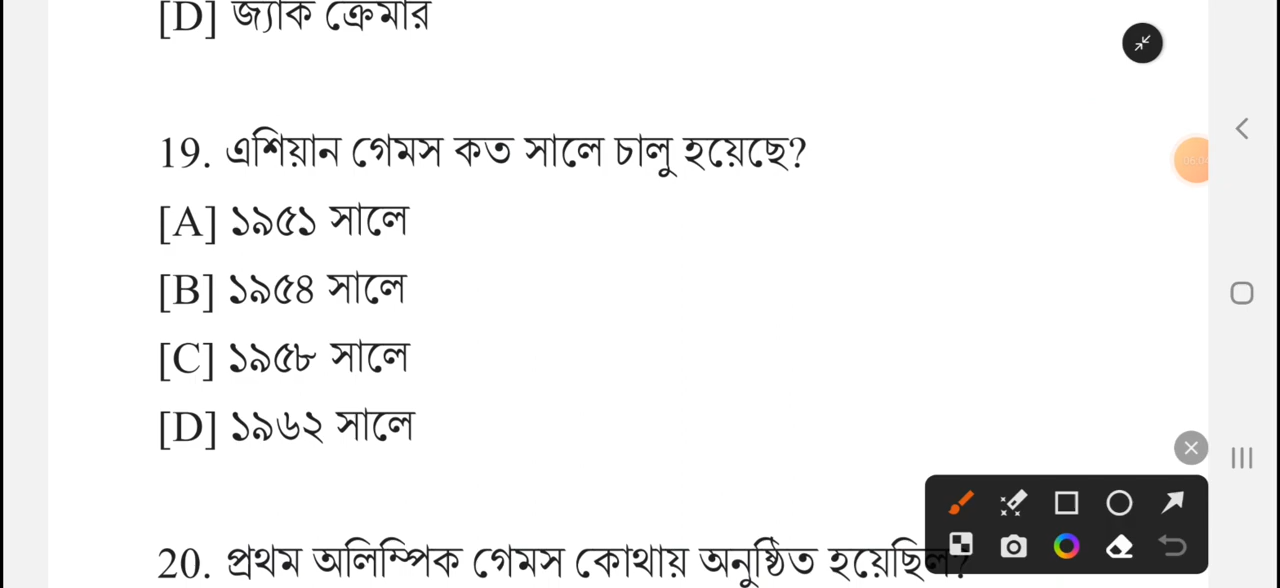 [D] জ্যাক ক্রেমার
19. এশিয়ান গেমস কত সালে চালু হয়েছে?
[A] ১৯৫১ সালে
[B] ১৯৫৪ সালে
[C] ১৯৫৮ সালে
[D] ১৯৬২ সালে
20. প্রথম অলিম্পিক গেমস কোথায় অনুষ্ঠিত হয়েছিল?